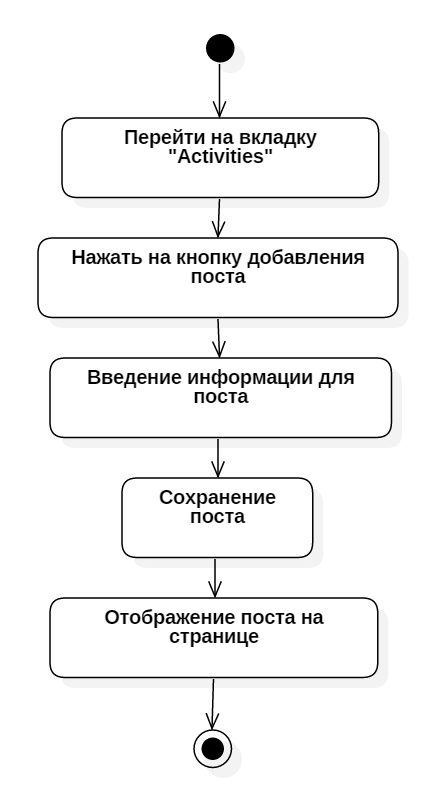 Перейти на вкладку
"Activities"
Нажать на кнопку добавления
поста
Введение информации для
поста
Сохранение
поста
Отображение поста на
странице